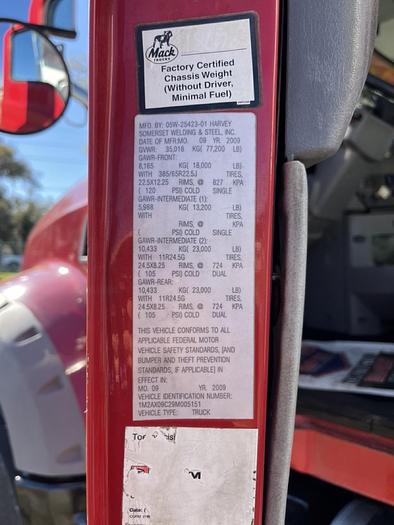 Mack
TRUCKS
Factory Certified
Chassis Weight
(Without Driver,
Minimal Fuel)
MFD. BY: 05W-25423-01 HARVEY
SOMERSET WELDING & STEEL, INC.
DATE OF MFR:MO. 09 YR. 2009
GVWR: 35,018 KG( 77,200 LB)
GAWR-FRONT:
8,165 KG( 18,000 LB)
WITH 385/65R22.5J TIRES,
22.5X12.25 RIMS, @ 827 KPA
( 120 PSI) COLD SINGLE
GAWR-INTERMEDIATE (1):
5,988 KG( 13,200 LB)
WITH TIRES,
RIMS, @ KPA
( PSI) COLD SINGLE
GAWR-INTERMEDIATE (2):
10,433 KG( 23,000 LB)
WITH 11R24.5G TIRES,
24.5X8.25 RIMS, @ 724 KPA
( 105 PSI) COLD DUAL
GAWR-REAR:
10,433 KG( 23,000 LB)
WITH 11R24.5G TIRES,
24.5X8.25 RIMS, @ 724 KPA
( 105 PSI) COLD DUAL
THIS VEHICLE CONFORMS TO ALL
APPLICABLE FEDERAL MOTOR
VEHICLE SAFETY STANDARDS, [AND
BUMPER AND THEFT PREVENTION
STANDARDS, IF APPLICABLE] IN
EFFECT IN:
MO. 09 YR. 2009
VEHICLE IDENTIFICATION NUMBER:
1M2AX09C29M005151
VEHICLE TYPE: TRUCK